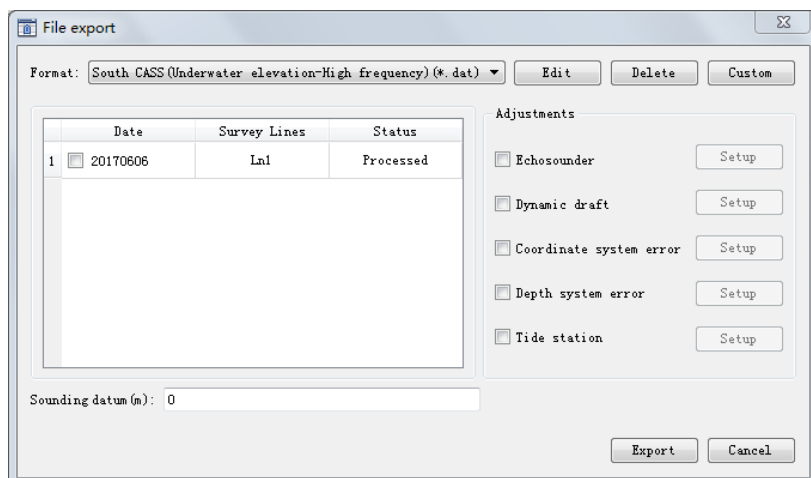 File export
Format: South CASS(Underwater elevation-High frequency)(*.dat) Edit Delete Custom
Adjustments
Date Survey Lines Status
1 20170606 Ln1 Processed
Echosounder Setup
Dynamic draft Setup
Coordinate system error Setup
Depth system error Setup
Tide station Setup
Sounding datum(m): 0
Export Cancel